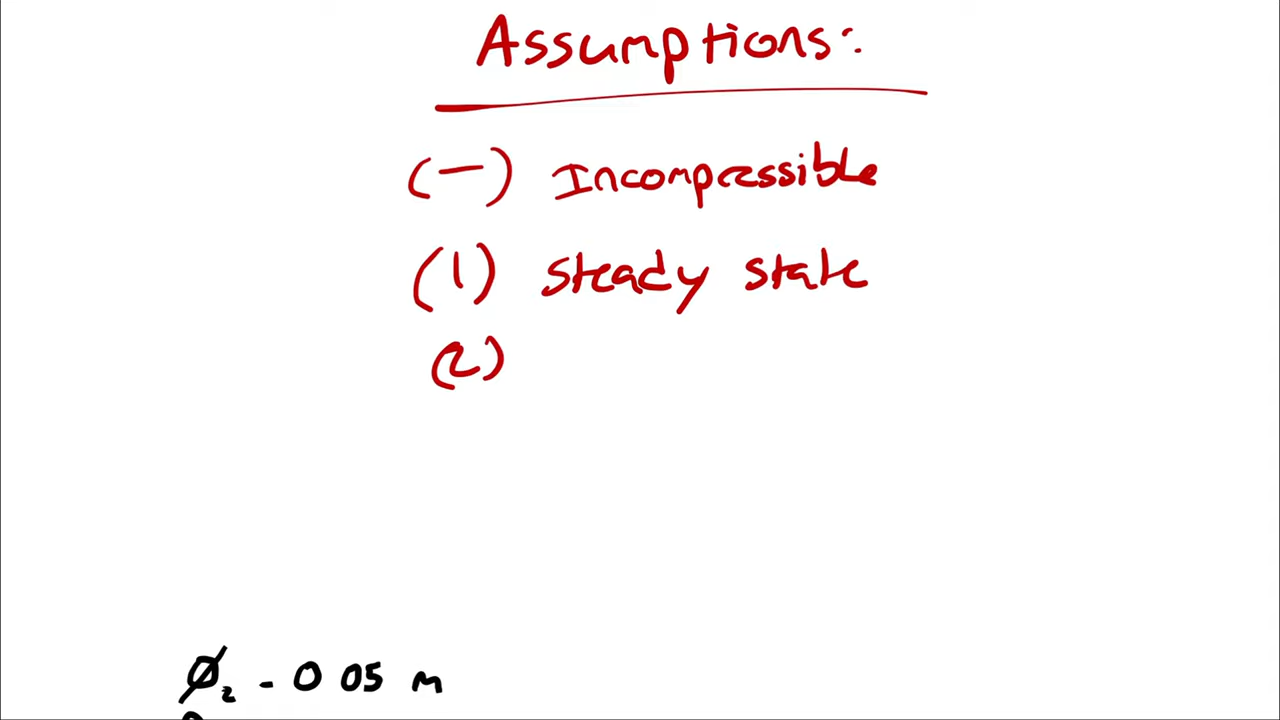 Assumptions:
(-) Incompressible
(1) Steady state
(2)
Ø₂ - 0 05 m